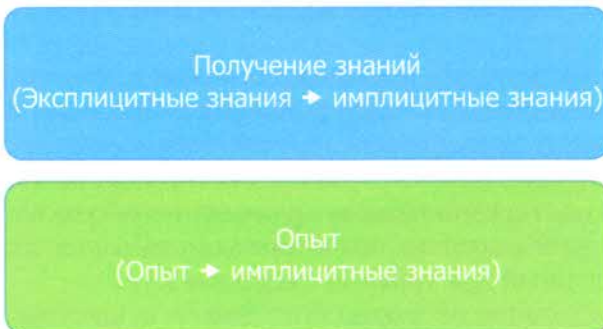 Получение знаний
(Эксплицитные знания → имплицитные знания)
Опыт
(Опыт → имплицитные знания)